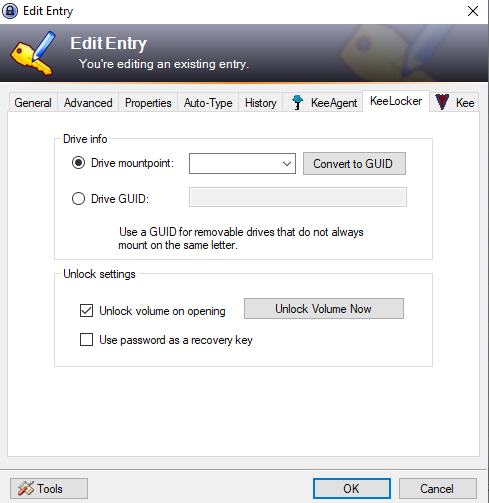 Edit Entry
Edit Entry
You're editing an existing entry.
General Advanced Properties Auto-Type History KeeAgent KeeLocker Kee
Drive info
Drive mountpoint: Convert to GUID
Drive GUID:
Use a GUID for removable drives that do not always
mount on the same letter.
Unlock settings
Unlock volume on opening Unlock Volume Now
Use password as a recovery key
Tools OK Cancel